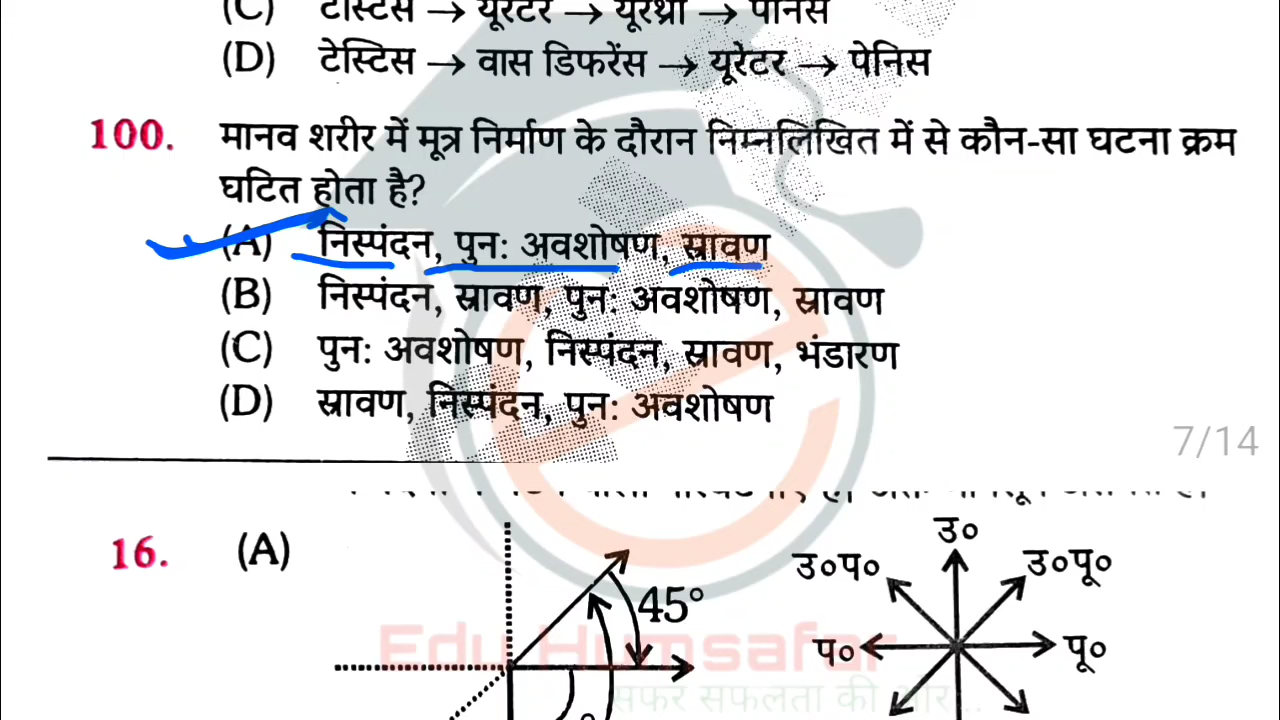 (C) टेस्टिस → यूरेटर → यूरेथ्रा → पेनिस
(D) टेस्टिस → वास डिफरेंस → यूरेटर → पेनिस
100. मानव शरीर में मूत्र निर्माण के दौरान निम्नलिखित में से कौन-सा घटना क्रम
घटित होता है?
(A) निस्पंदन, पुनः अवशोषण, स्रावण
(B) निस्पंदन, स्रावण, पुनः अवशोषण, स्रावण
(C) पुनः अवशोषण, निस्पंदन, स्रावण, भंडारण
(D) स्रावण, निस्पंदन, पुनः अवशोषण
7/14
16. (A)
45°
उ०
उ०प०
उ०पू०
प०
पू०
Edu Humsafar
सफर सफलता की ओर...